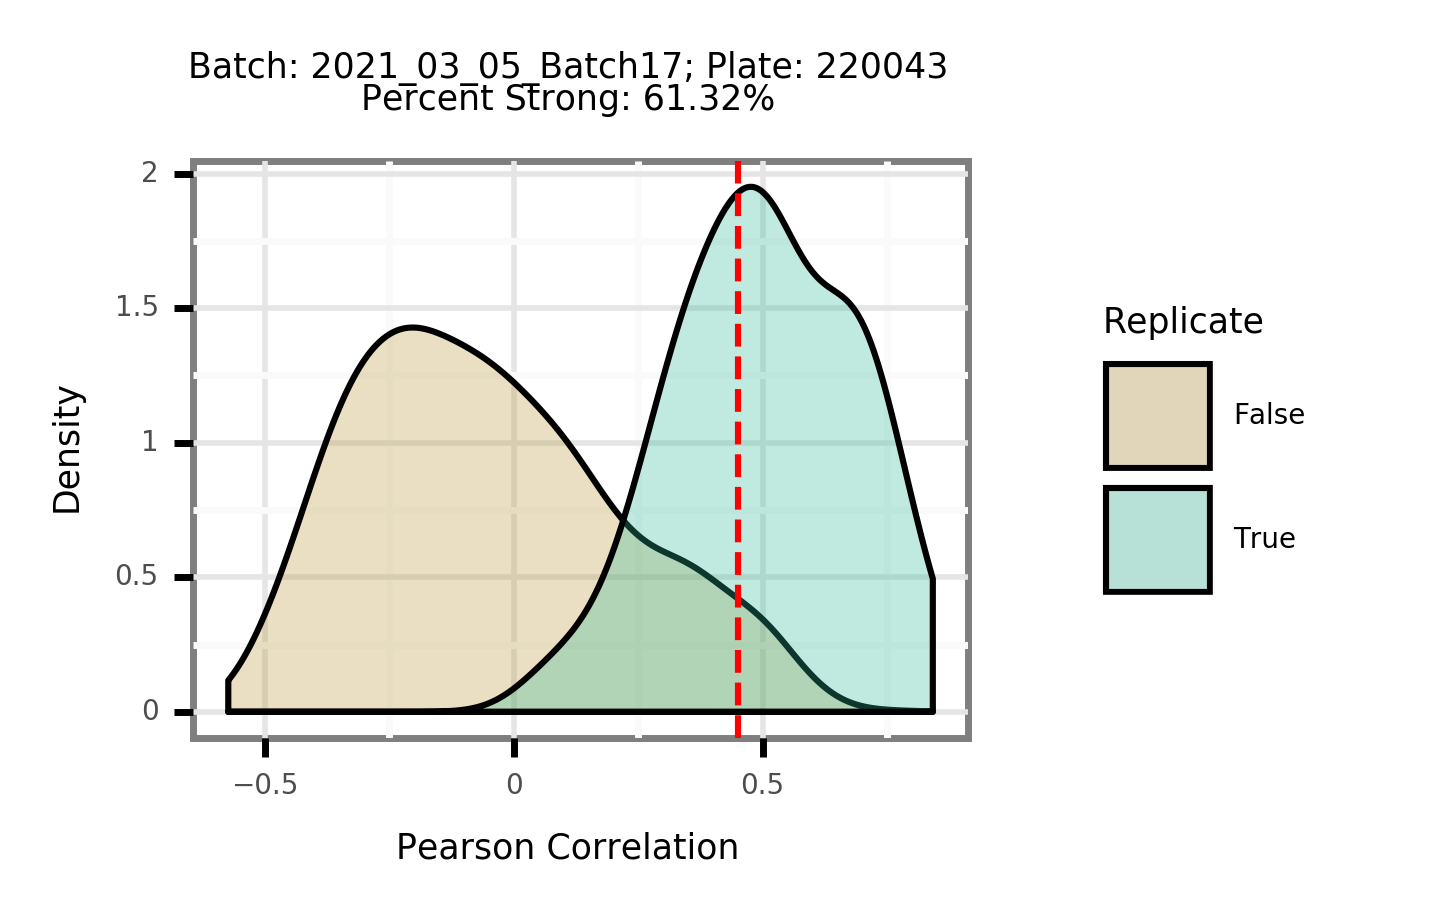 Batch: 2021_03_05_Batch17; Plate: 220043
Percent Strong: 61.32%
2
1.5
1
0.5
0
Density
−0.5
0
0.5
Pearson Correlation
Replicate
False
True